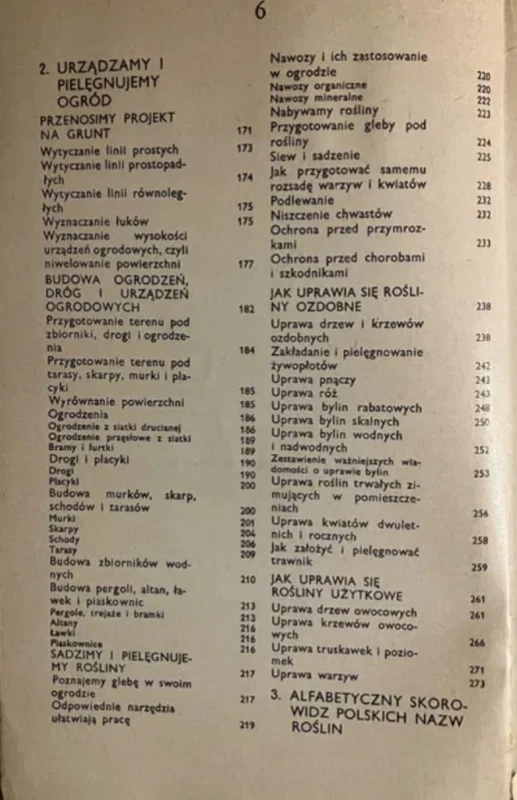 6
2. URZĄDZAMY I
PIELĘGNUJEMY
OGRÓD
PRZENOSIMY PROJEKT
NA GRUNT 171
Wytyczanie linii prostych 173
Wytyczanie linii prostopad-
łych 174
Wytyczanie linii równoleg-
łych 175
Wyznaczanie łuków 175
Wyznaczanie wysokości
urządzeń ogrodowych, czyli
niwelowanie powierzchni 177
BUDOWA OGRODZEŃ,
DRÓG I URZĄDZEŃ
OGRODOWYCH 182
Przygotowanie terenu pod
zbiorniki, drogi i ogrodze-
nia 184
Przygotowanie terenu pod
tarasy, skarpy, murki i pla-
cyki 185
Wyrównanie powierzchni 185
Ogrodzenia 186
Ogrodzenie z siatki drucianej 186
Ogrodzenie przęsłowe z siatki 189
Bramy i furtki 189
Drogi i placyki 190
Drogi 190
Placyki 200
Budowa murków, skarp,
schodów i tarasów 200
Murki 201
Skarpy 204
Schody 206
Tarasy 209
Budowa zbiorników wod-
nych 210
Budowa pergoli, altan, ła-
wek i piaskownic 213
Pergole, trejaże i bramki 213
Altany 216
Ławki 216
Piaskownice 216
SADZIMY I PIELĘGNUJE-
MY ROŚLINY 217
Poznajemy glebę w swoim
ogrodzie 217
Odpowiednie narzędzia
ułatwiają pracę 219
Nawozy i ich zastosowanie
w ogrodzie 220
Nawozy organiczne 220
Nawozy mineralne 222
Nabywamy rośliny 223
Przygotowanie gleby pod
rośliny 224
Siew i sadzenie 225
Jak przygotować samemu
rozsadę warzyw i kwiatów 228
Podlewanie 232
Niszczenie chwastów 232
Ochrona przed przymroz-
kami 233
Ochrona przed chorobami
i szkodnikami
JAK UPRAWIA SIĘ ROŚLI-
NY OZDOBNE 238
Uprawa drzew i krzewów
ozdobnych 238
Zakładanie i pielęgnowanie
żywopłotów 242
Uprawa pnączy 243
Uprawa róż 243
Uprawa bylin rabatowych 248
Uprawa bylin skalnych 250
Uprawa bylin wodnych
i nadwodnych 252
Zestawienie ważniejszych wia-
domości o uprawie bylin 253
Uprawa roślin trwałych zi-
mujących w pomieszcze-
niach 256
Uprawa kwiatów dwulet-
nich i rocznych 258
Jak założyć i pielęgnować
trawnik 259
JAK UPRAWIA SIĘ
ROŚLINY UŻYTKOWE 261
Uprawa drzew owocowych 261
Uprawa krzewów owoco-
wych 266
Uprawa truskawek i pozio-
mek 271
Uprawa warzyw 273
3. ALFABETYCZNY SKORO-
WIDZ POLSKICH NAZW
ROŚLIN